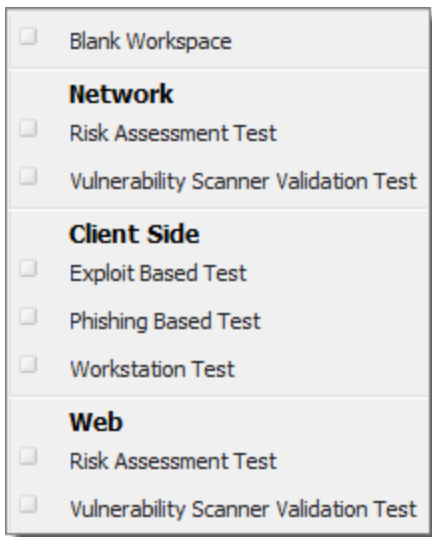 Blank Workspace
Network
Risk Assessment Test
Vulnerability Scanner Validation Test
Client Side
Exploit Based Test
Phishing Based Test
Workstation Test
Web
Risk Assessment Test
Vulnerability Scanner Validation Test